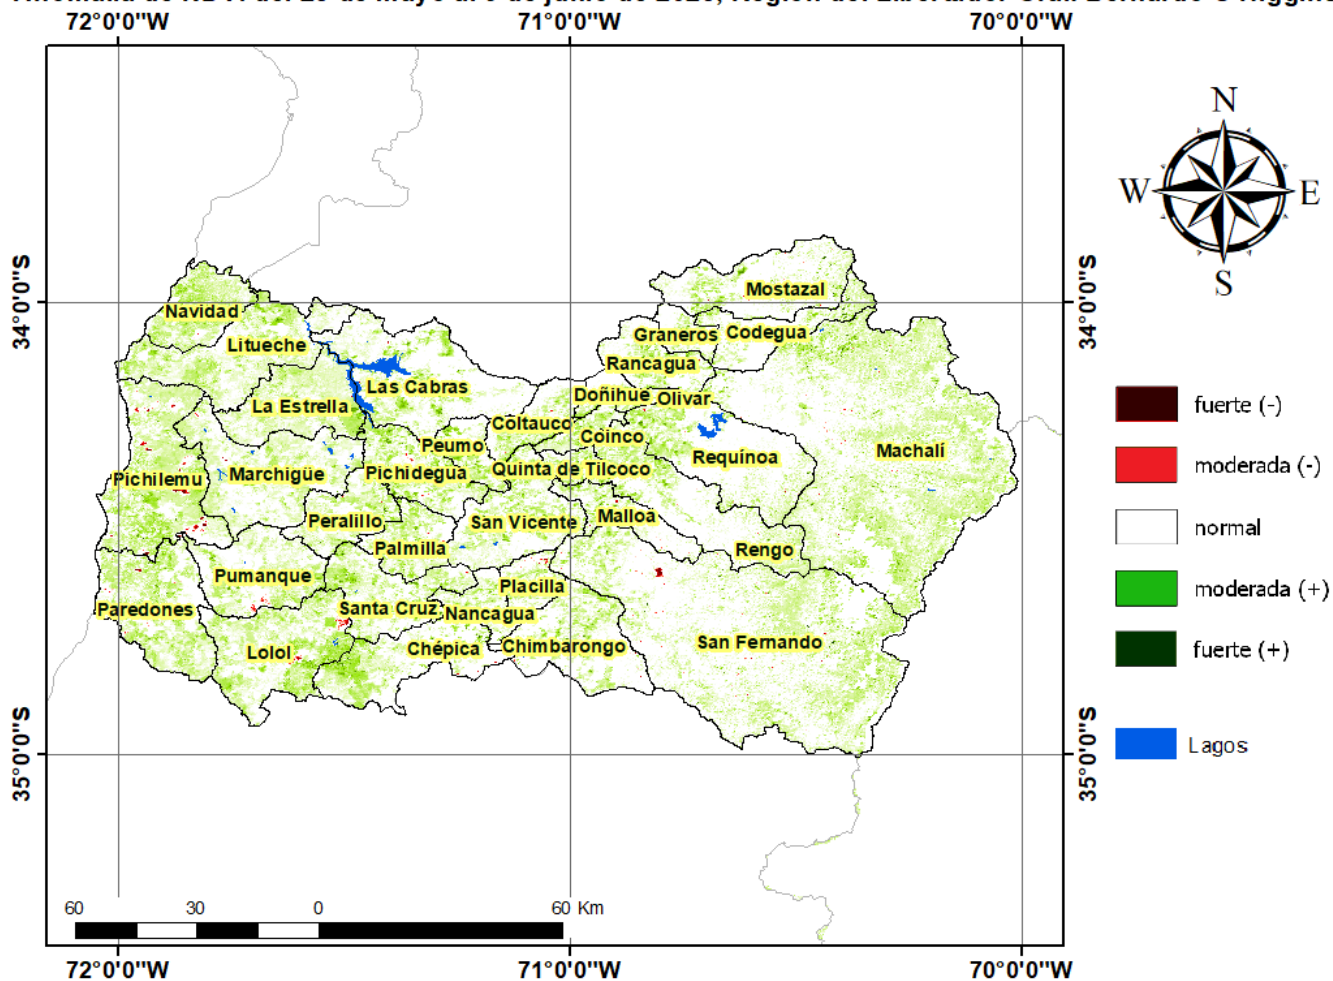 72°0'0"W 71°0'0"W 70°0'0"W
N
W E
S
34°0'0"S 34°0'0"S
Mostazal
Navidad
Graneros Codegua
Litueche
Rancagua
Las Cabras
Doñihue Olivar
La Estrella
Coltauco
Coinco
Peumo
Machalí
Requínoa
Quinta de Tilcoco
Pichidegua
Marchigüe
Pichilemu
Malloa
San Vicente
Peralillo
Palmilla
Rengo
Pumanque
Placilla
Paredones
Santa Cruz
Nancagua
San Fernando
Chimbarongo
Chépica
Lolol
fuerte (-)
moderada (-)
normal
moderada (+)
fuerte (+)
Lagos
35°0'0"S 35°0'0"S
60 30 0 60 Km
72°0'0"W 71°0'0"W 70°0'0"W